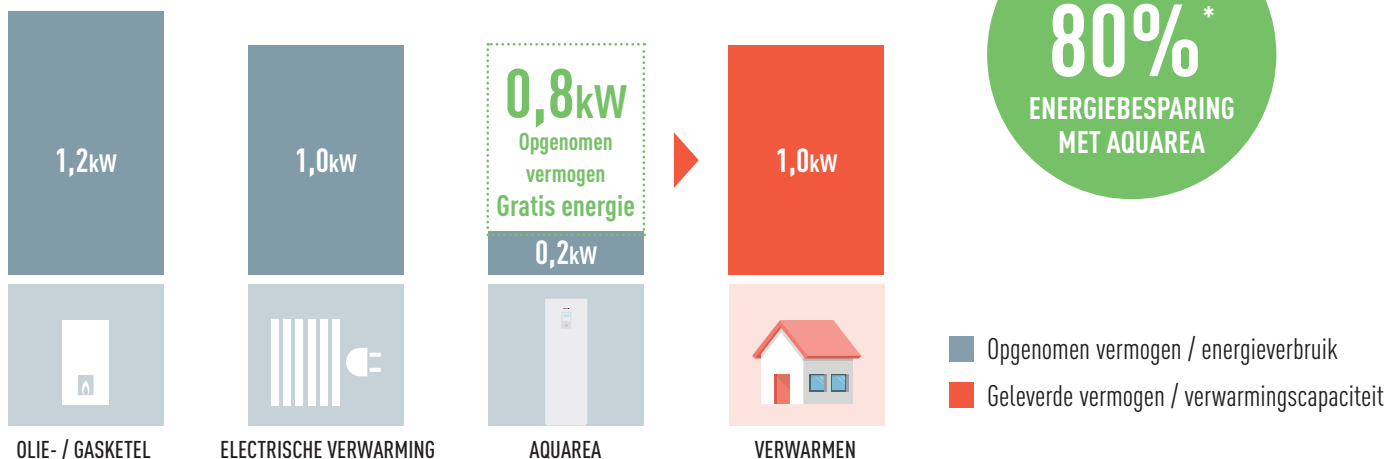 1,2kW
1,0kW
0,8kW
Opgenomen
vermogen
Gratis energie
0,2kW
1,0kW
80%*
ENERGIEBESPARING
MET AQUAREA
Opgenomen vermogen / energieverbruik
Geleverde vermogen / verwarmingscapaciteit
OLIE- / GASKETEL
ELECTRISCHE VERWARMING
AQUAREA
VERWARMEN